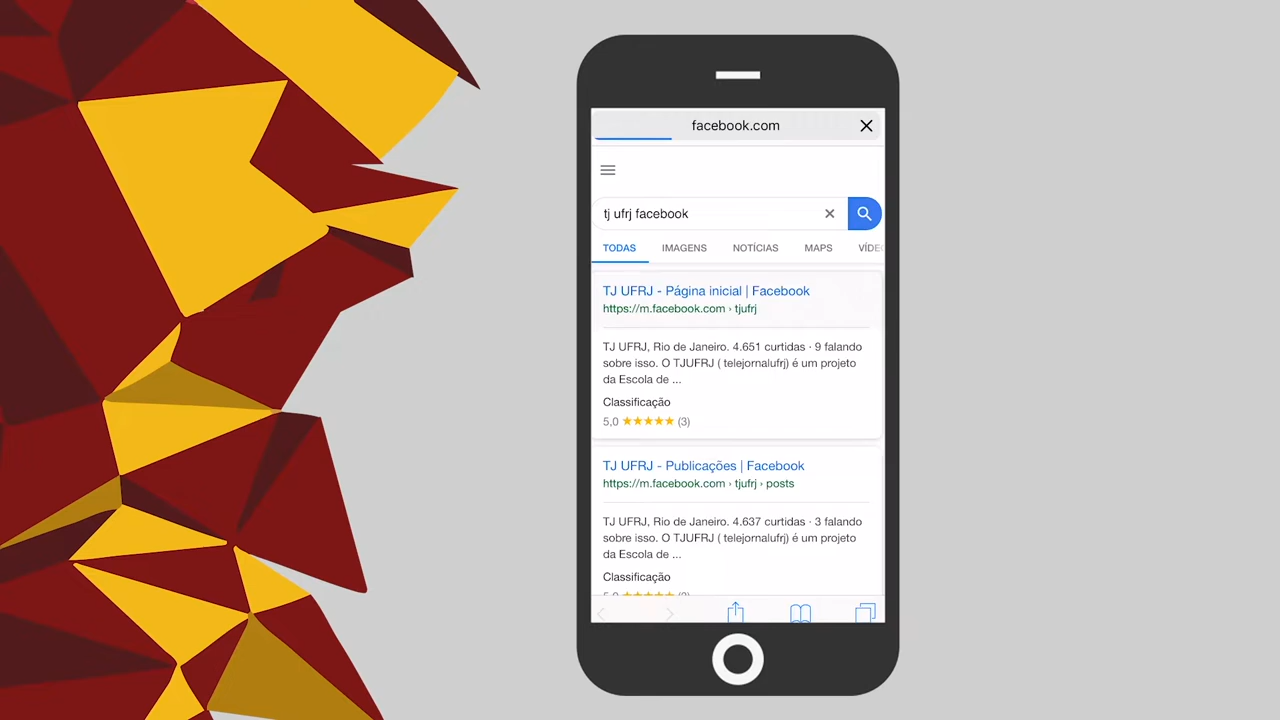 facebook.com
tj ufrj facebook
TODAS IMAGENS NOTÍCIAS MAPS VÍDE
TJ UFRJ - Página inicial | Facebook
https://m.facebook.com › tjufrj
TJ UFRJ, Rio de Janeiro. 4.651 curtidas · 9 falando
sobre isso. O TJUFRJ ( telejornalufrj) é um projeto
da Escola de ...
Classificação
5,0 ★★★★★ (3)
TJ UFRJ - Publicações | Facebook
https://m.facebook.com › tjufrj › posts
TJ UFRJ, Rio de Janeiro. 4.637 curtidas · 3 falando
sobre isso. O TJUFRJ ( telejornalufrj) é um projeto
da Escola de ...
Classificação